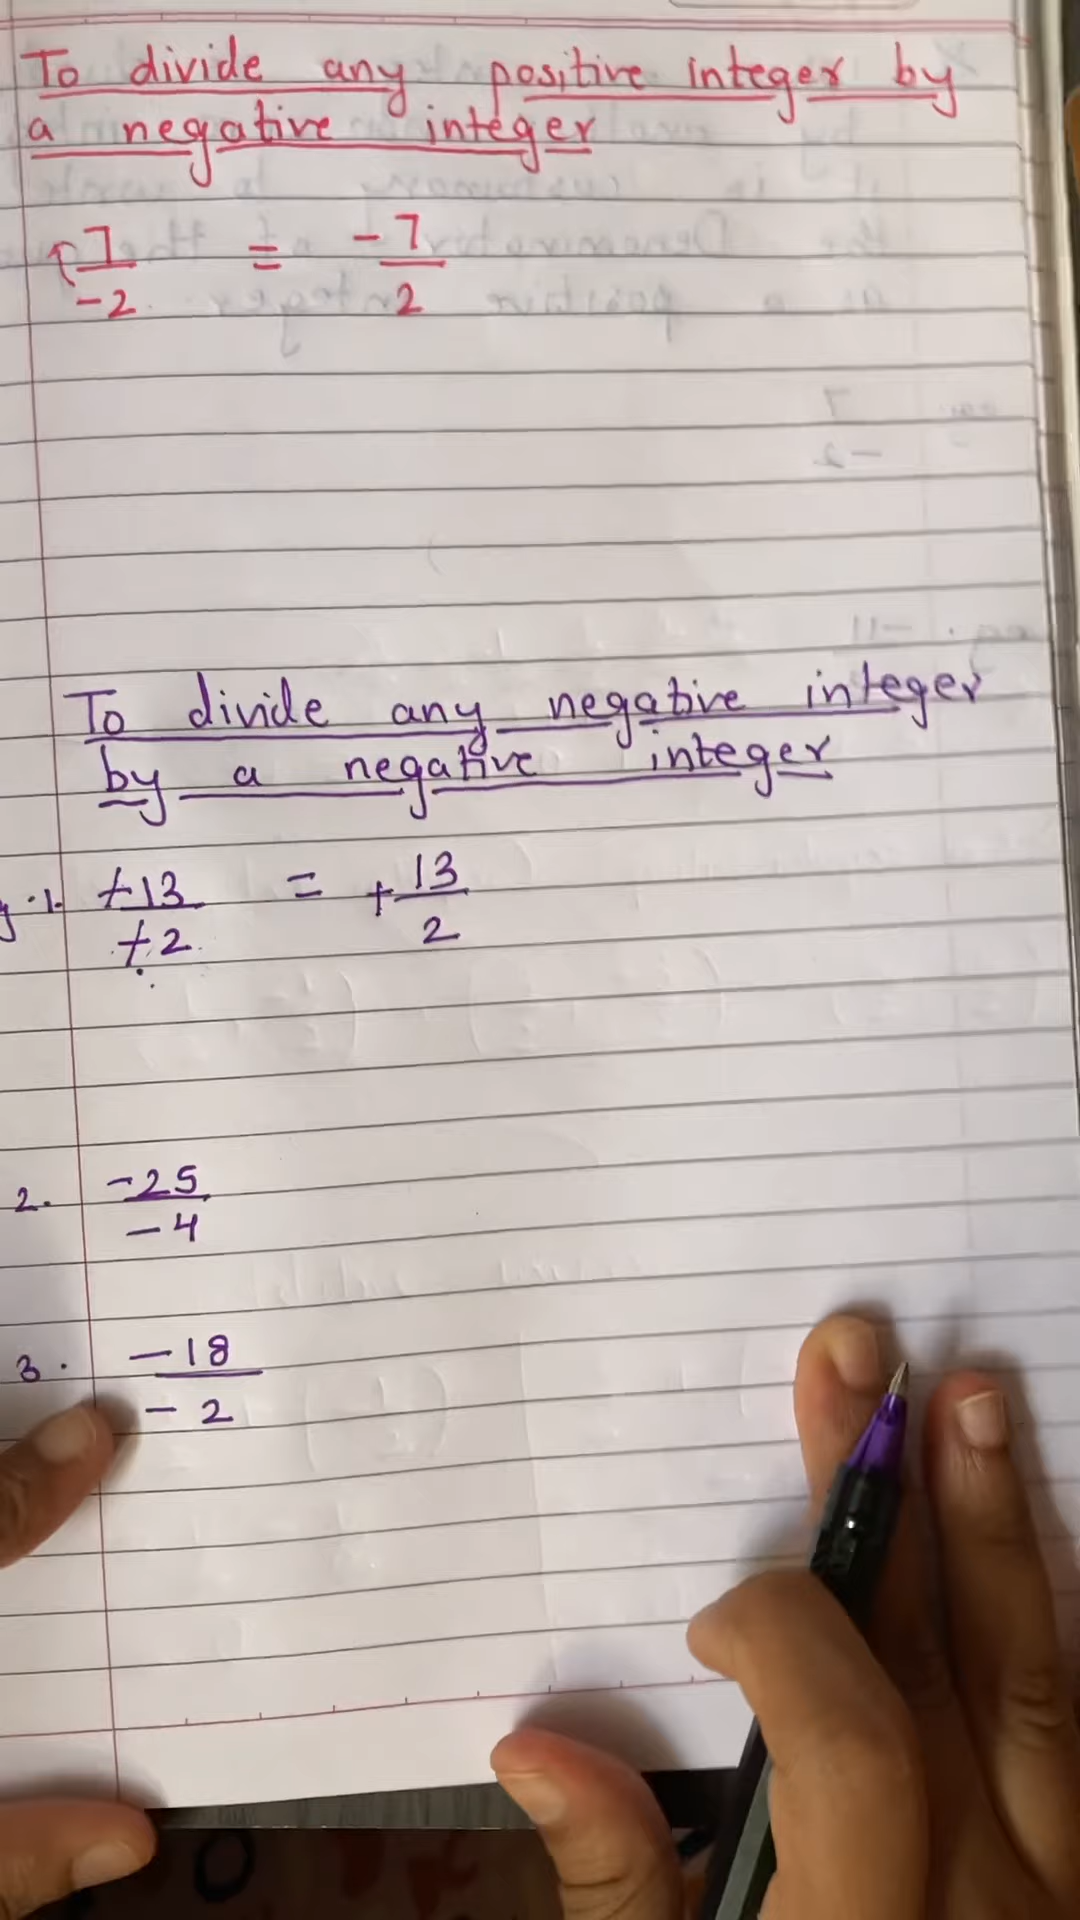 To divide any positive integer by
a negative integer
7
-2
=
-7
2
To divide any negative integer
by a negative integer
1. -13
-2
= + 13
2
2. -25
-4
3. -18
-2